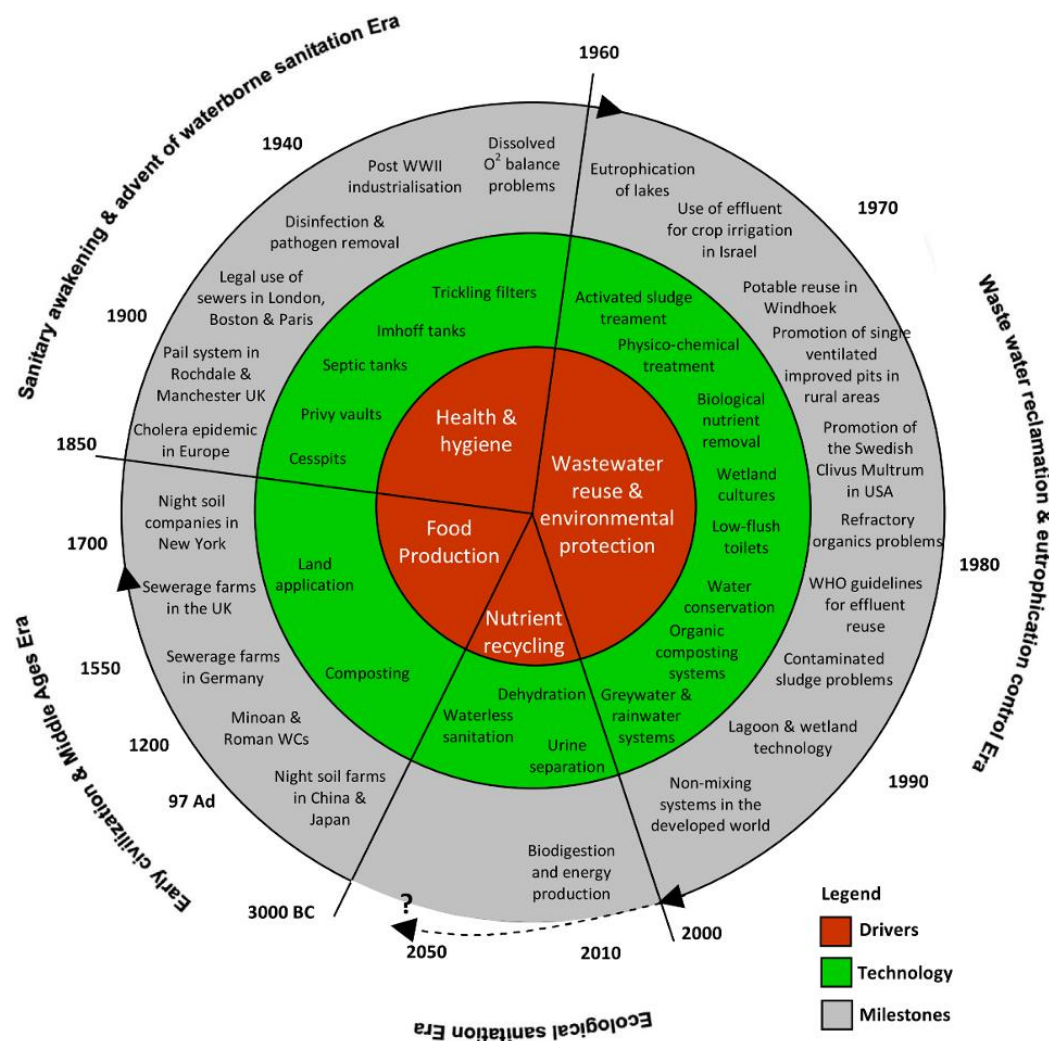 Sanitary awakening & advent of waterborne sanitation Era
Waste water reclamation & eutrophication control Era
Early civilization & Middle Ages Era
Ecological sanitation Era
1960
1970
1980
1990
2000
2010
2050
?
3000 BC
97 Ad
1200
1550
1700
1850
1900
1940
Dissolved
O2 balance
problems
Post WWII
industrialisation
Disinfection &
pathogen removal
Legal use of
sewers in London,
Boston & Paris
Pail system in
Rochdale &
Manchester UK
Cholera epidemic
in Europe
Night soil
companies in
New York
Sewerage farms
in the UK
Sewerage farms
in Germany
Minoan &
Roman WCs
Night soil farms
in China &
Japan
Eutrophication
of lakes
Use of effluent
for crop irrigation
in Israel
Potable reuse in
Windhoek
Promotion of single
ventilated
improved pits in
rural areas
Promotion of
the Swedish
Clivus Multrum
in USA
Refractory
organics problems
WHO guidelines
for effluent
reuse
Contaminated
sludge problems
Lagoon & wetland
technology
Non-mixing
systems in the
developed world
Biodigestion
and energy
production
Trickling filters
Imhoff tanks
Septic tanks
Privy vaults
Cesspits
Land
application
Composting
Activated sludge
treament
Physico-chemical
treatment
Biological
nutrient
removal
Wetland
cultures
Low-flush
toilets
Water
conservation
Organic
composting
systems
Greywater &
rainwater
systems
Dehydration
Waterless
sanitation
Urine
separation
Health &
hygiene
Wastewater
reuse &
environmental
protection
Food
Production
Nutrient
recycling
Legend
Drivers
Technology
Milestones